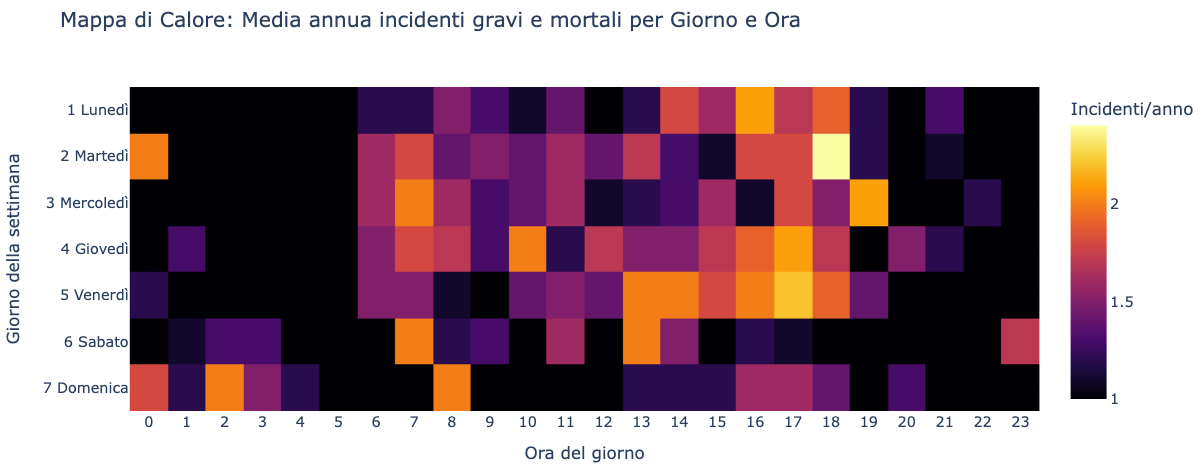 Mappa di Calore: Media annua incidenti gravi e mortali per Giorno e Ora
Incidenti/anno
Giorno della settimana
1 Lunedì
2 Martedì
3 Mercoledì
4 Giovedì
5 Venerdì
6 Sabato
7 Domenica
0 1 2 3 4 5 6 7 8 9 10 11 12 13 14 15 16 17 18 19 20 21 22 23
Ora del giorno
2
1.5
1